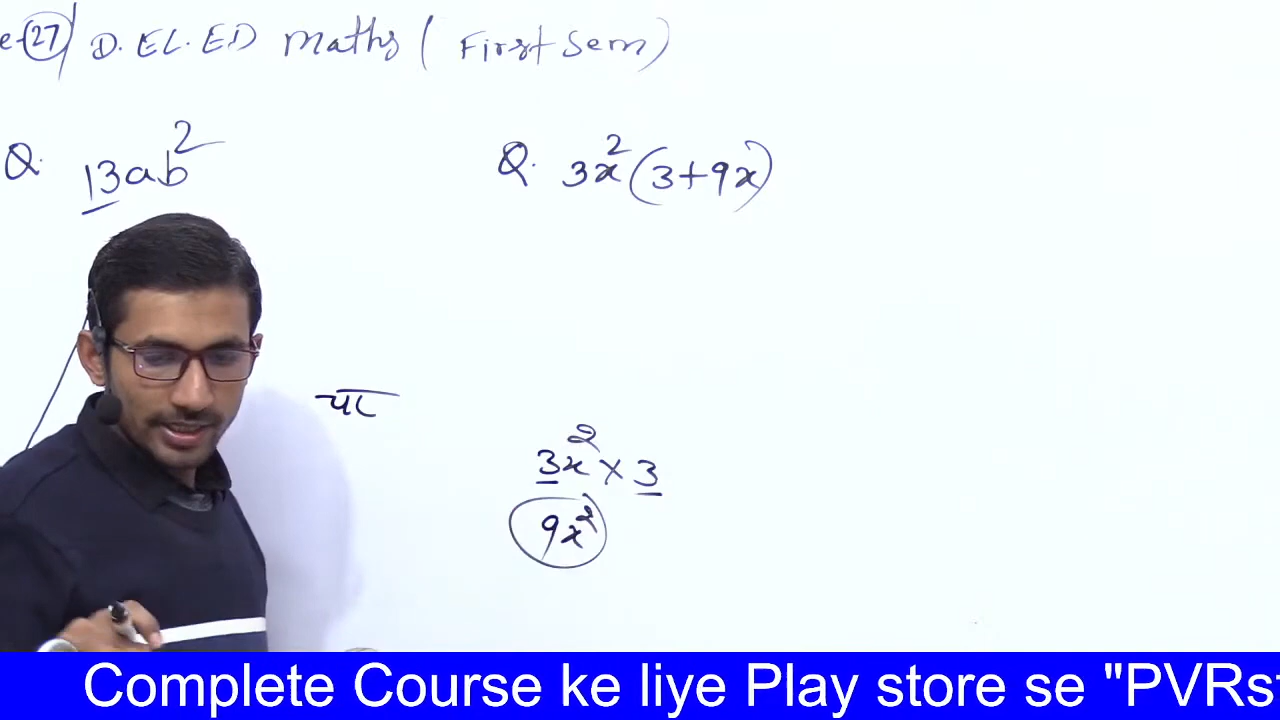 e-27 D.EL.ED Maths (First Sem)
Q. 13ab²
Q. 3x²(3+9x)
चर
3x² × 3
9x²
Complete Course ke liye Play store se "PVRs